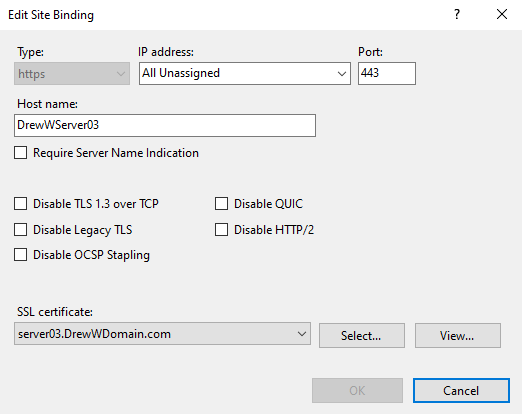 Edit Site Binding ? ×
Type: IP address: Port:
https All Unassigned 443
Host name:
DrewWServer03
Require Server Name Indication
Disable TLS 1.3 over TCP Disable QUIC
Disable Legacy TLS Disable HTTP/2
Disable OCSP Stapling
SSL certificate:
server03.DrewWDomain.com Select... View...
OK Cancel